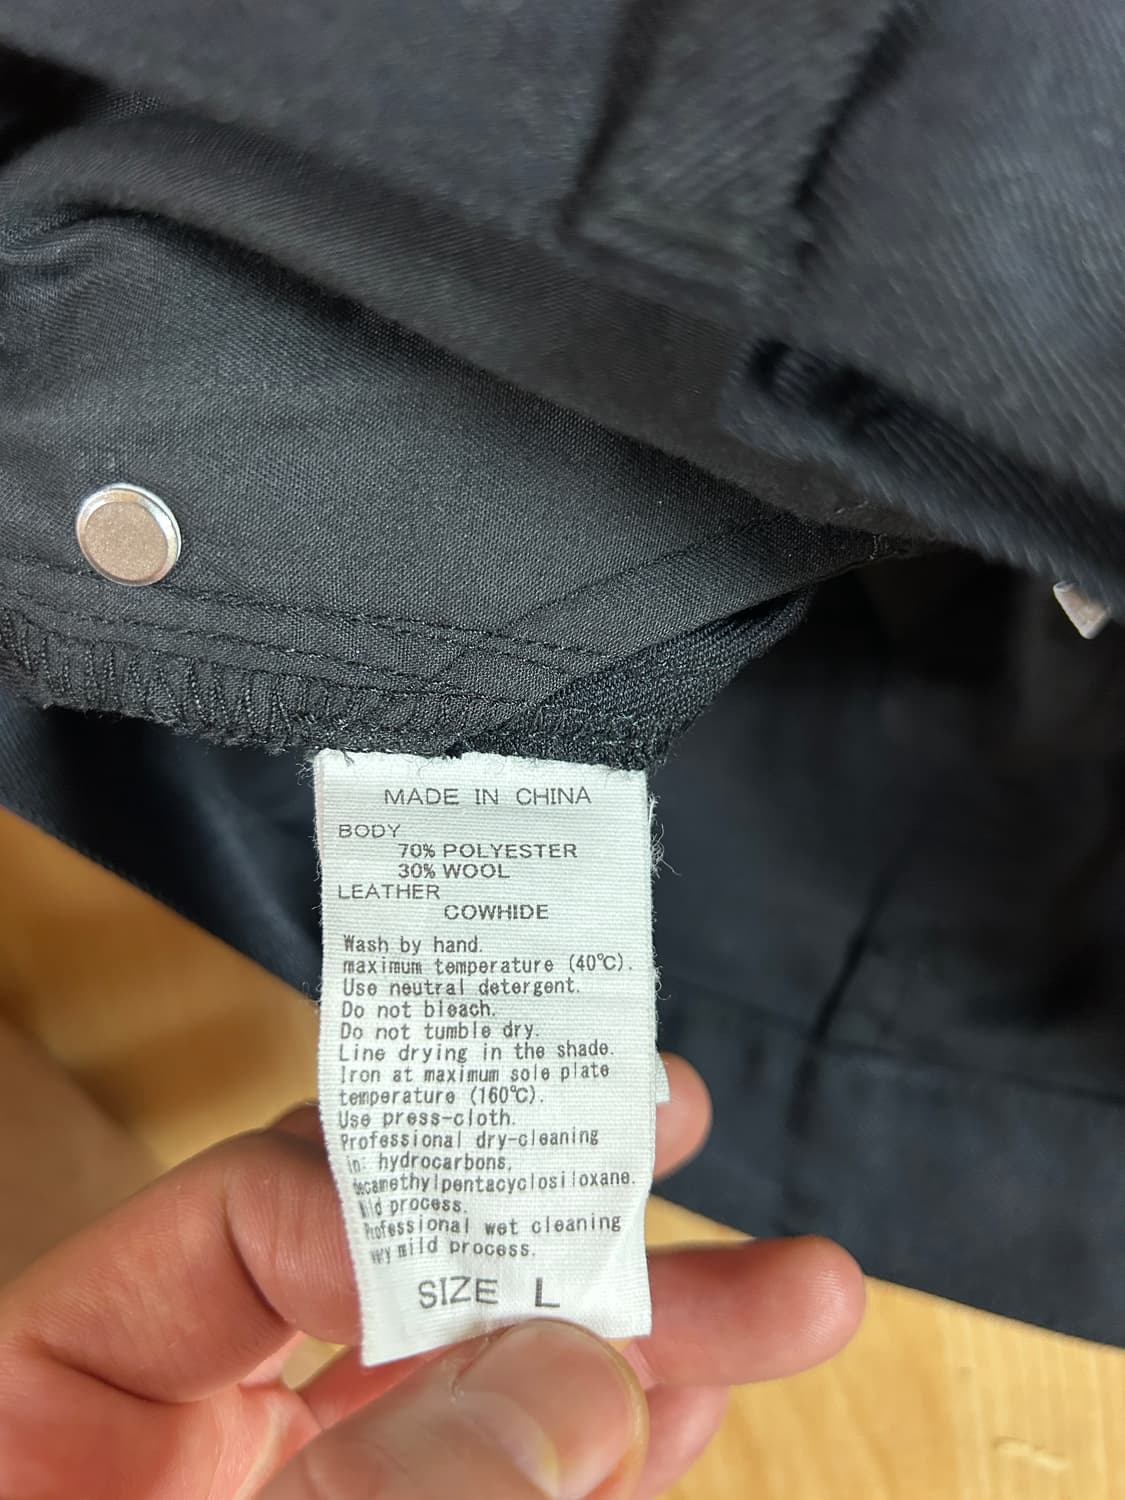 MADE IN CHINA
BODY
70% POLYESTER
30% WOOL
LEATHER
COWHIDE
Wash by hand.
maximum temperature (40℃).
Use neutral detergent.
Do not bleach.
Do not tumble dry.
Line drying in the shade.
Iron at maximum sole plate
temperature (160℃).
Use press-cloth.
Professional dry-cleaning
in: hydrocarbons,
decamethylpentacyclosiloxane.
Mild process.
Professional wet cleaning
very mild process.
SIZE L